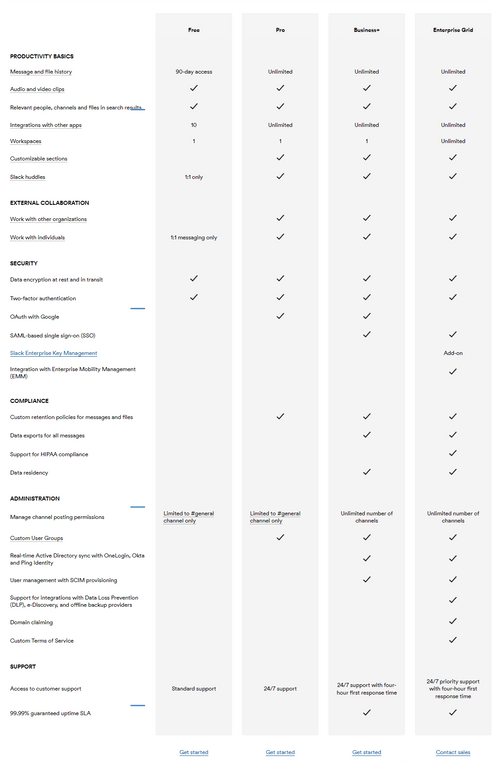 Free Pro Business+ Enterprise Grid
PRODUCTIVITY BASICS
Message and file history 90-day access Unlimited Unlimited Unlimited
Audio and video clips
Relevant people, channels and files in search results
Integrations with other apps 10 Unlimited Unlimited Unlimited
Workspaces 1 1 1 Unlimited
Customizable sections
Slack huddles 1:1 only
EXTERNAL COLLABORATION
Work with other organizations
Work with individuals 1:1 messaging only
SECURITY
Data encryption at rest and in transit
Two-factor authentication
OAuth with Google
SAML-based single sign-on (SSO)
Slack Enterprise Key Management Add-on
Integration with Enterprise Mobility Management
(EMM)
COMPLIANCE
Custom retention policies for messages and files
Data exports for all messages
Support for HIPAA compliance
Data residency
ADMINISTRATION
Manage channel posting permissions
Limited to #general
channel only
Limited to #general
channel only
Unlimited number of
channels
Unlimited number of
channels
Custom User Groups
Real-time Active Directory sync with OneLogin, Okta
and Ping Identity
User management with SCIM provisioning
Support for integrations with Data Loss Prevention
(DLP), e-Discovery, and offline backup providers
Domain claiming
Custom Terms of Service
SUPPORT
Access to customer support Standard support 24/7 support
24/7 support with four-
hour first response time
24/7 priority support
with four-hour first
response time
99.99% guaranteed uptime SLA
Get started Get started Get started Contact sales